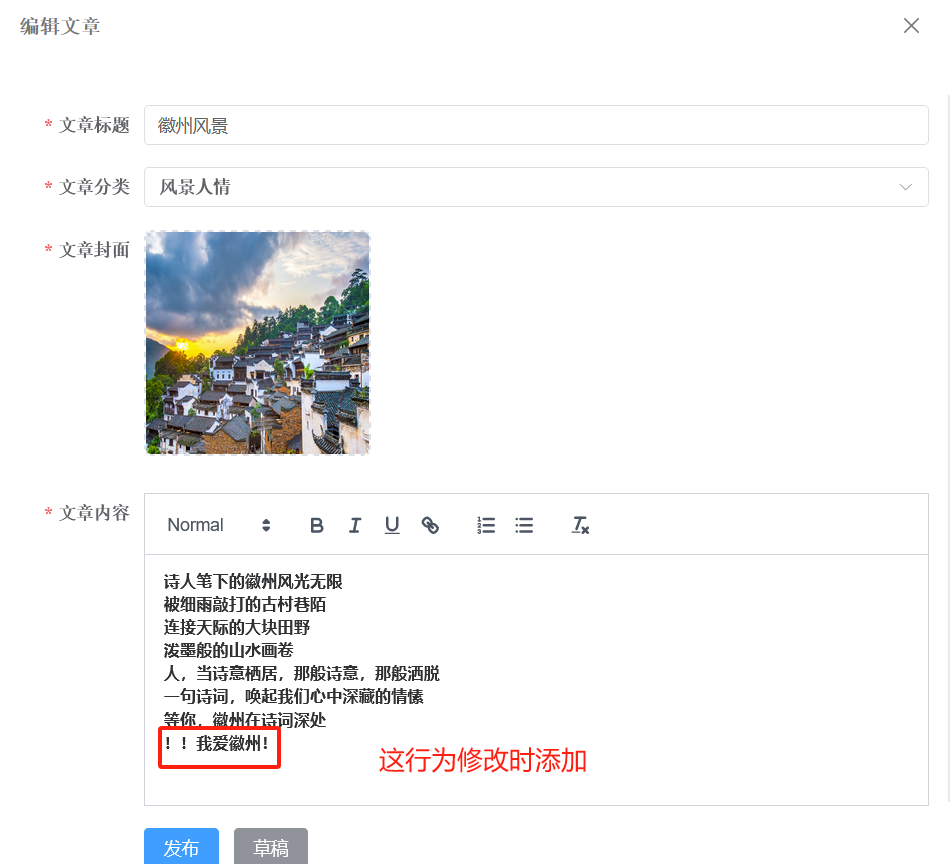 编辑文章
* 文章标题 徽州风景
* 文章分类 风景人情
* 文章封面
* 文章内容
Normal
诗人笔下的徽州风光无限
被细雨敲打的古村巷陌
连接天际的大块田野
泼墨般的山水画卷
人，当诗意栖居，那般诗意，那般洒脱
一句诗词，唤起我们心中深藏的情愫
等你，徽州在诗词深处
！！我爱徽州！
这行为修改时添加
发布 草稿